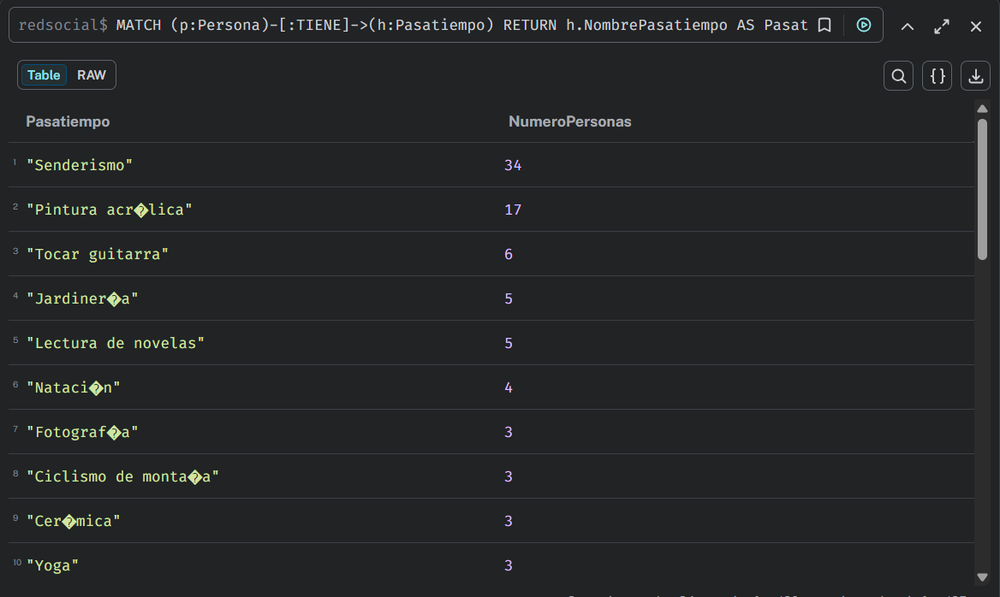 redsocial$ MATCH (p:Persona)-[:TIENE]->(h:Pasatiempo) RETURN h.NombrePasatiempo AS Pasat
Table RAW
Pasatiempo NumeroPersonas
1 "Senderismo" 34
2 "Pintura acr�lica" 17
3 "Tocar guitarra" 6
4 "Jardiner�a" 5
5 "Lectura de novelas" 5
6 "Nataci�n" 4
7 "Fotograf�a" 3
8 "Ciclismo de monta�a" 3
9 "Cer�mica" 3
10 "Yoga" 3